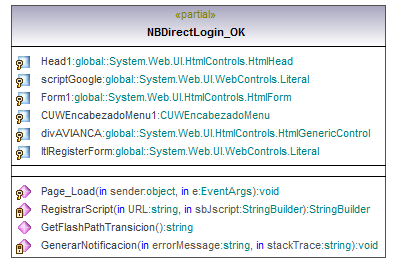 «partial»
NBDirectLogin_OK
Head1:global::System.Web.UI.HtmlControls.HtmlHead
scriptGoogle:global::System.Web.UI.WebControls.Literal
Form1:global::System.Web.UI.HtmlControls.HtmlForm
CUWEncabezadoMenu1:CUWEncabezadoMenu
divAVIANCA:global::System.Web.UI.HtmlControls.HtmlGenericControl
ltlRegisterForm:global::System.Web.UI.WebControls.Literal
Page_Load(in sender:object, in e:EventArgs):void
RegistrarScript(in URL:string, in sbJscript:StringBuilder):StringBuilder
GetFlashPathTransicion():string
GenerarNotificacion(in errorMessage:string, in stackTrace:string):void